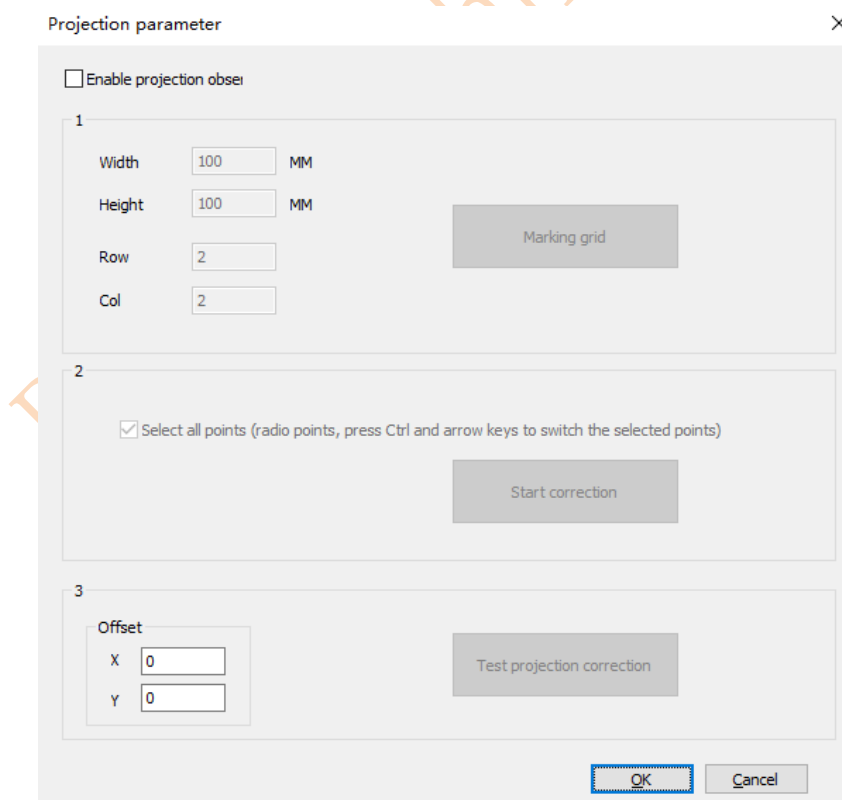 Projection parameter
Enable projection obser
1
Width 100 MM
Height 100 MM
Marking grid
Row 2
Col 2
2
Select all points (radio points, press Ctrl and arrow keys to switch the selected points)
Start correction
3
Offset
X 0
Test projection correction
Y 0
OK Cancel